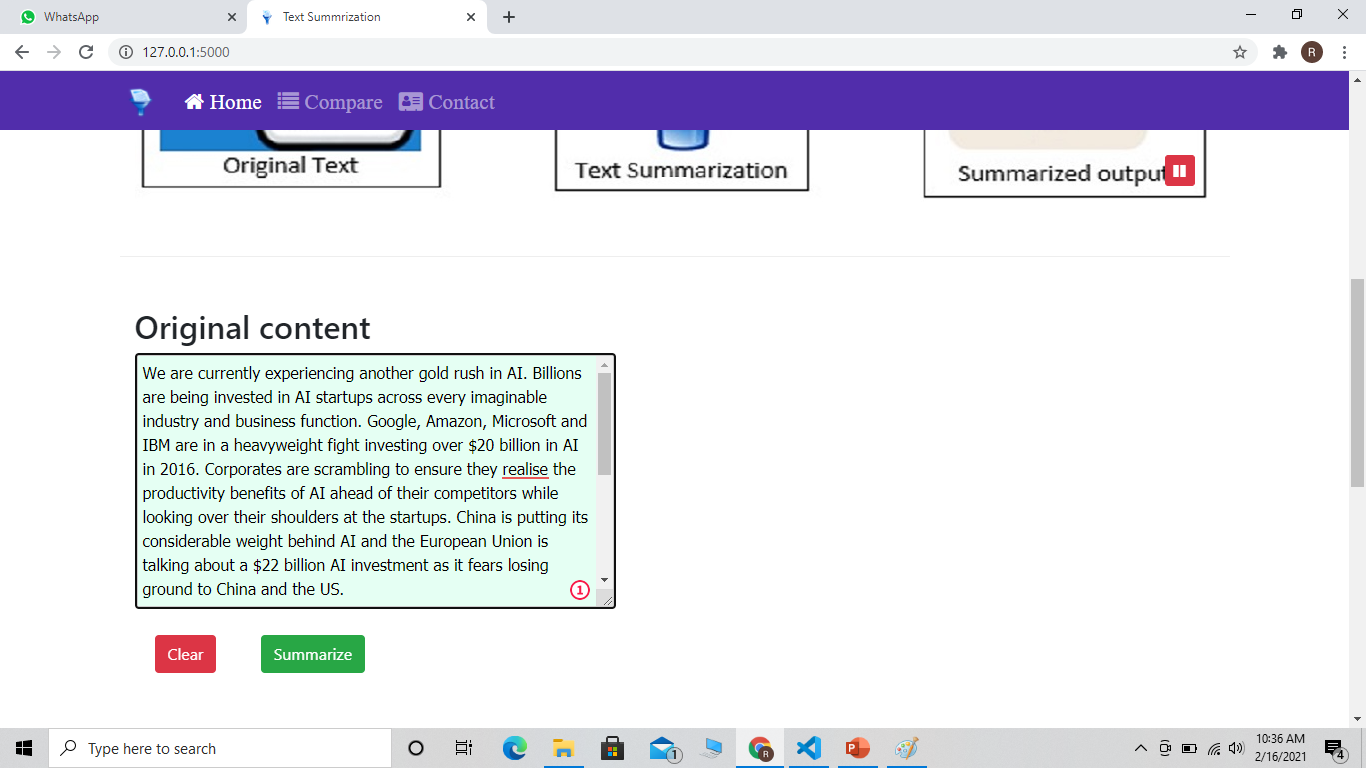 WhatsApp
Text Summrization
127.0.0.1:5000
R
Home Compare Contact
Original Text
Text Summarization
Summarized output
Original content
We are currently experiencing another gold rush in AI. Billions
are being invested in AI startups across every imaginable
industry and business function. Google, Amazon, Microsoft and
IBM are in a heavyweight fight investing over $20 billion in AI
in 2016. Corporates are scrambling to ensure they realise the
productivity benefits of AI ahead of their competitors while
looking over their shoulders at the startups. China is putting its
considerable weight behind AI and the European Union is
talking about a $22 billion AI investment as it fears losing
ground to China and the US.
1
Clear Summarize
Type here to search
1
R
10:36 AM
2/16/2021
4